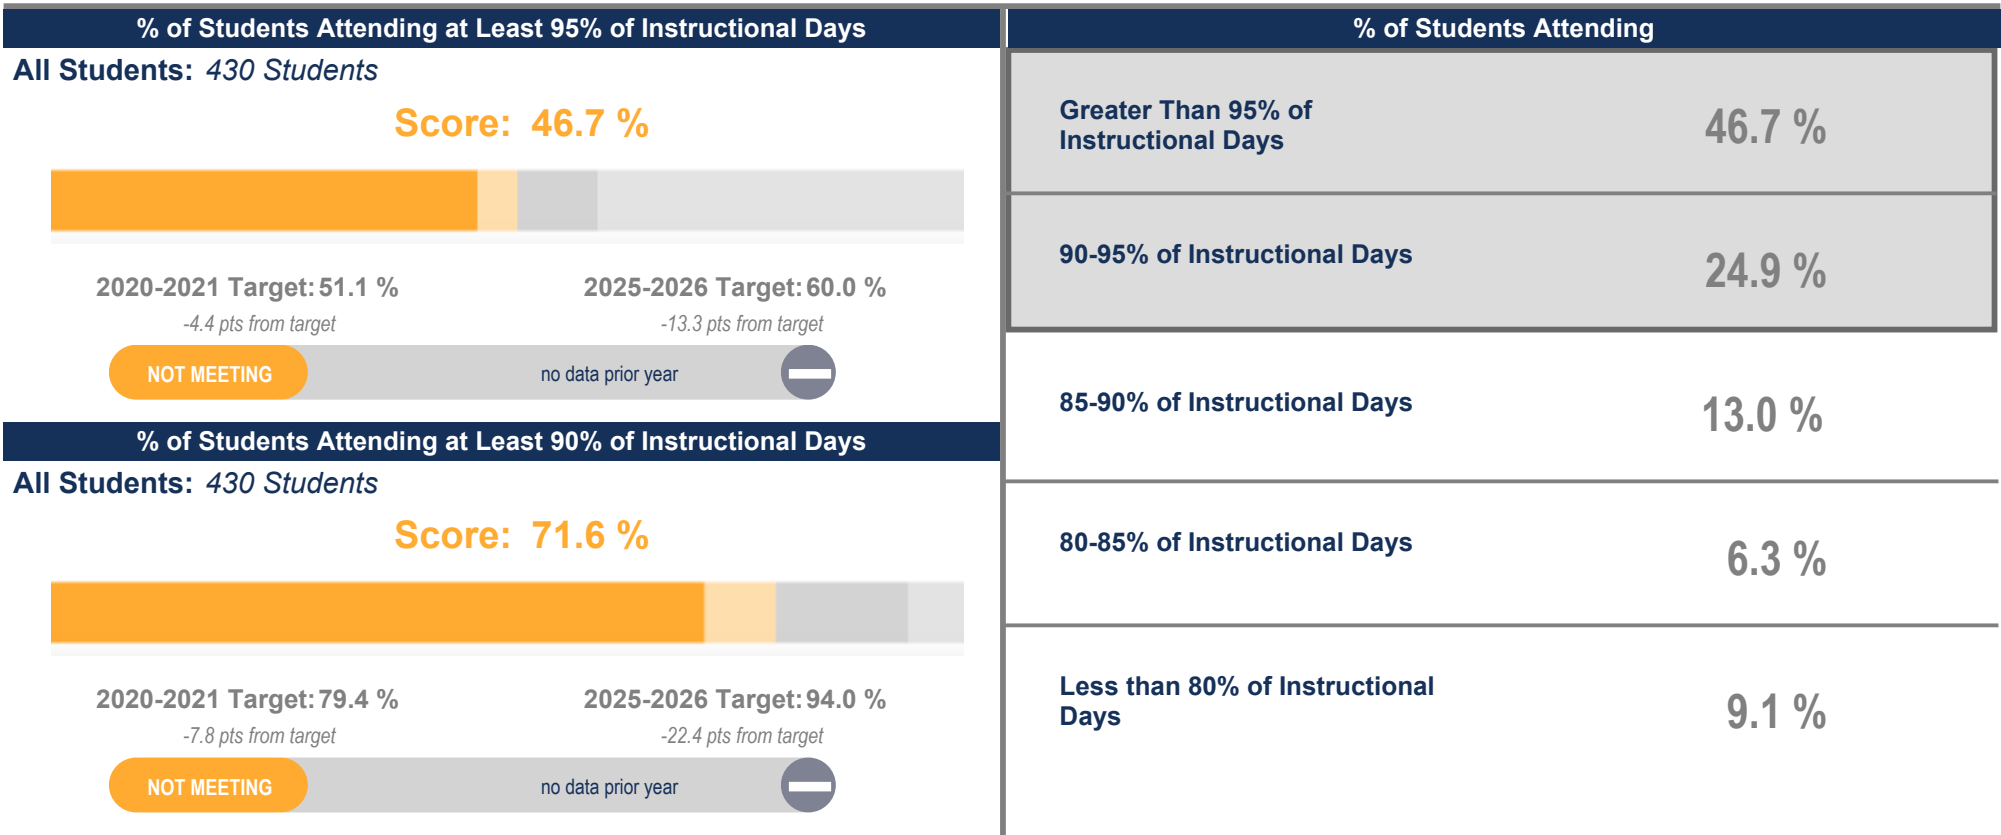 % of Students Attending at Least 95% of Instructional Days
All Students: 430 Students
Score: 46.7 %
2020-2021 Target: 51.1 %
-4.4 pts from target
2025-2026 Target: 60.0 %
-13.3 pts from target
NOT MEETING
no data prior year
% of Students Attending at Least 90% of Instructional Days
All Students: 430 Students
Score: 71.6 %
2020-2021 Target: 79.4 %
-7.8 pts from target
2025-2026 Target: 94.0 %
-22.4 pts from target
NOT MEETING
no data prior year
% of Students Attending
Greater Than 95% of
Instructional Days
46.7 %
90-95% of Instructional Days
24.9 %
85-90% of Instructional Days
13.0 %
80-85% of Instructional Days
6.3 %
Less than 80% of Instructional
Days
9.1 %